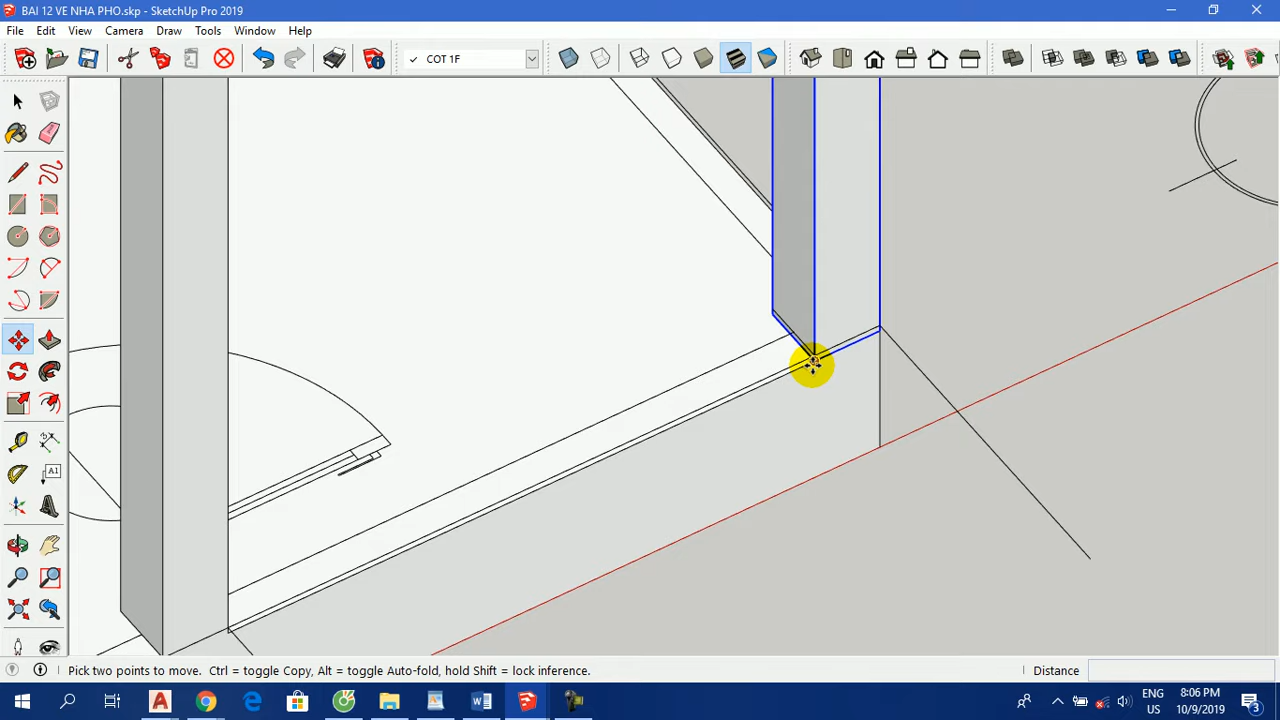 BAI 12 VE NHA PHO.skp - SketchUp Pro 2019
File Edit View Camera Draw Tools Window Help
✓ COT 1F
A1
Pick two points to move. Ctrl = toggle Copy, Alt = toggle Auto-fold, hold Shift = lock inference.
Distance
ENG
US
8:06 PM
10/9/2019
3